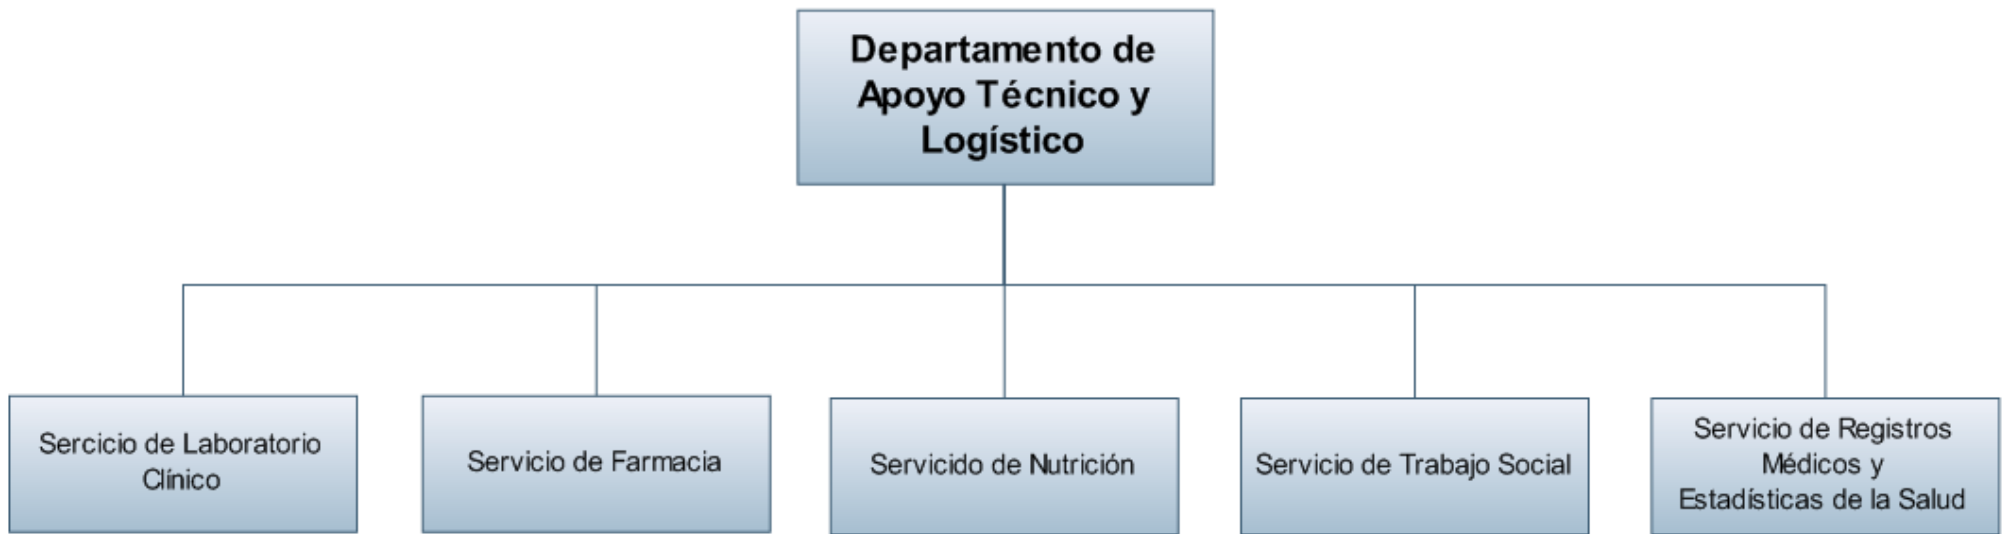 Departamento de
Apoyo Técnico y
Logístico
Sercicio de Laboratorio
Clínico
Servicio de Farmacia
Servicido de Nutrición
Servicio de Trabajo Social
Servicio de Registros
Médicos y
Estadísticas de la Salud